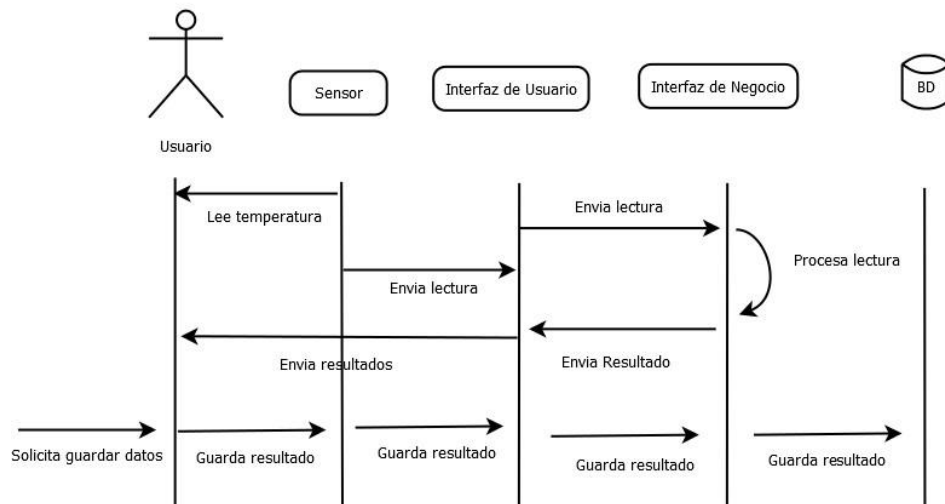 Usuario
Sensor
Interfaz de Usuario
Interfaz de Negocio
BD
Lee temperatura
Envia lectura
Procesa lectura
Envia lectura
Envia resultados
Envia Resultado
Solicita guardar datos
Guarda resultado
Guarda resultado
Guarda resultado
Guarda resultado